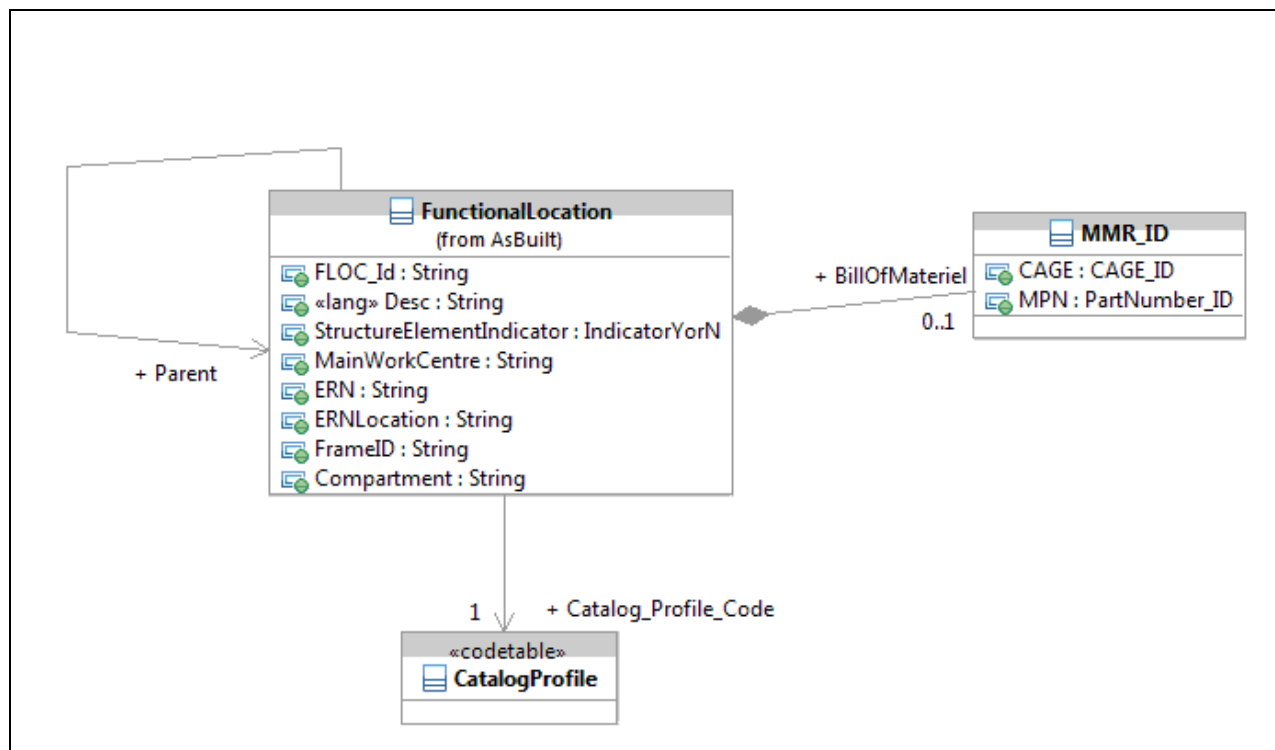 FunctionalLocation
(from AsBuilt)
FLOC_Id : String
«lang» Desc : String
StructureElementIndicator : IndicatorYorN
MainWorkCentre : String
ERN : String
ERNLocation : String
FrameID : String
Compartment : String
+ Parent
+ BillOfMateriel
0..1
MMR_ID
CAGE : CAGE_ID
MPN : PartNumber_ID
1
+ Catalog_Profile_Code
«codetable»
CatalogProfile